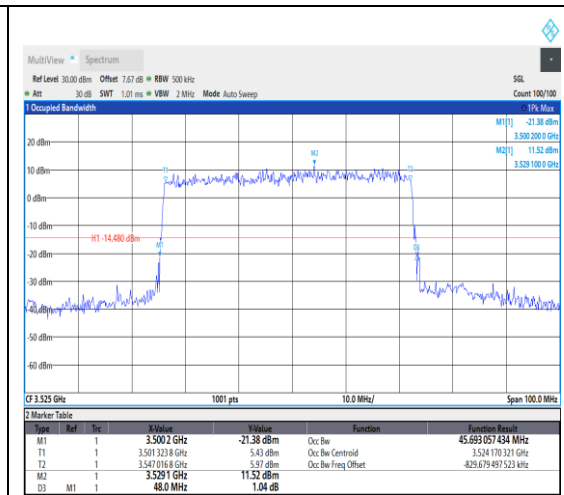 MultiView Spectrum
Ref Level 30.00 dBm Offset 7.67 dB RBW 500 kHz SGL
Att 30 dB SWT 1.01 ms VBW 2 MHz Mode Auto Sweep Count 100/100
1 Occupied Bandwidth 1Pk Max
M1[1] -21.38 dBm
3.500 200 0 GHz
M2[1] 11.52 dBm
3.529 100 0 GHz
20 dBm
M2
10 dBm
T1
T2
0 dBm
-10 dBm
H1 -14.480 dBm
M1
D3
-20 dBm
-30 dBm
-40 dBm
-50 dBm
-60 dBm
CF 3.525 GHz 1001 pts 10.0 MHz/ Span 100.0 MHz
2 Marker Table
Type Ref Trc X-Value Y-Value Function Function Result
M1 1 3.5002 GHz -21.38 dBm Occ Bw 45.693 057 434 MHz
T1 1 3.501 323 8 GHz 5.43 dBm Occ Bw Centroid 3.524 170 321 GHz
T2 1 3.547 016 8 GHz 5.97 dBm Occ Bw Freq Offset -829.679 497 523 kHz
M2 1 3.5291 GHz 11.52 dBm
D3 M1 1 48.0 MHz 1.04 dB